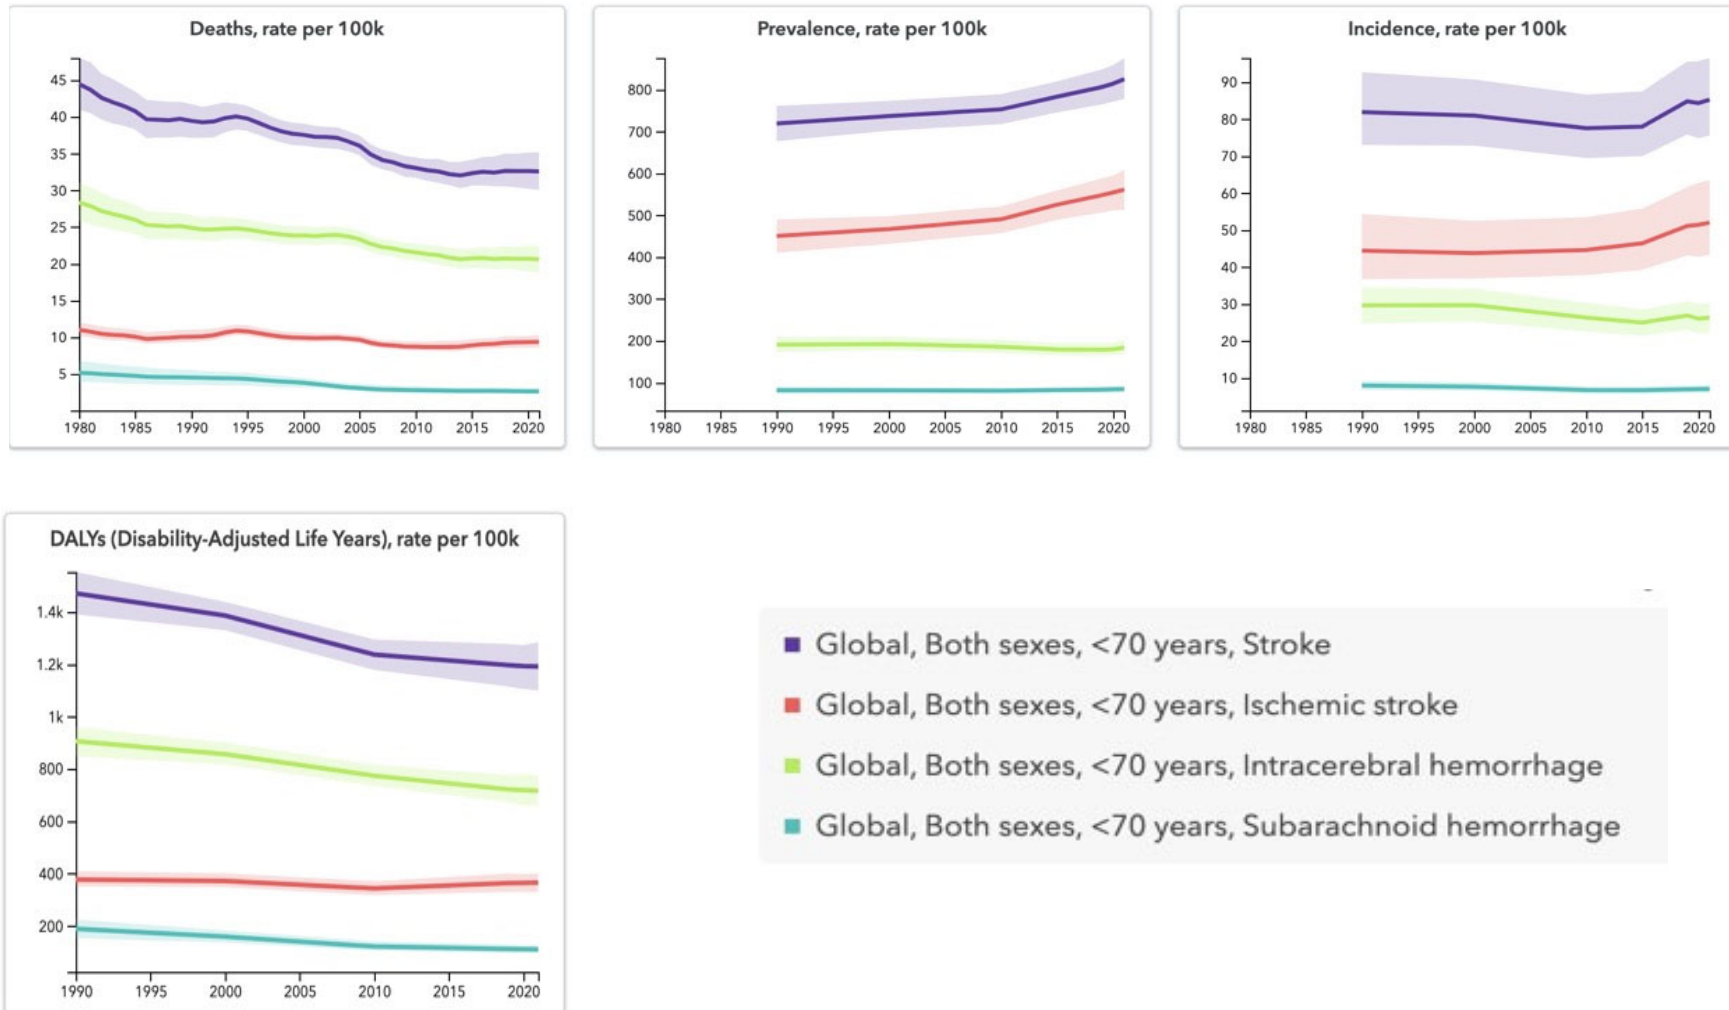 Deaths, rate per 100k
45
40
35
30
25
20
15
10
5
1980 1985 1990 1995 2000 2005 2010 2015 2020
Prevalence, rate per 100k
800
700
600
500
400
300
200
100
1980 1985 1990 1995 2000 2005 2010 2015 2020
Incidence, rate per 100k
90
80
70
60
50
40
30
20
10
1980 1985 1990 1995 2000 2005 2010 2015 2020
DALYs (Disability-Adjusted Life Years), rate per 100k
1.4k
1.2k
1k
800
600
400
200
1990 1995 2000 2005 2010 2015 2020
Global, Both sexes, <70 years, Stroke
Global, Both sexes, <70 years, Ischemic stroke
Global, Both sexes, <70 years, Intracerebral hemorrhage
Global, Both sexes, <70 years, Subarachnoid hemorrhage